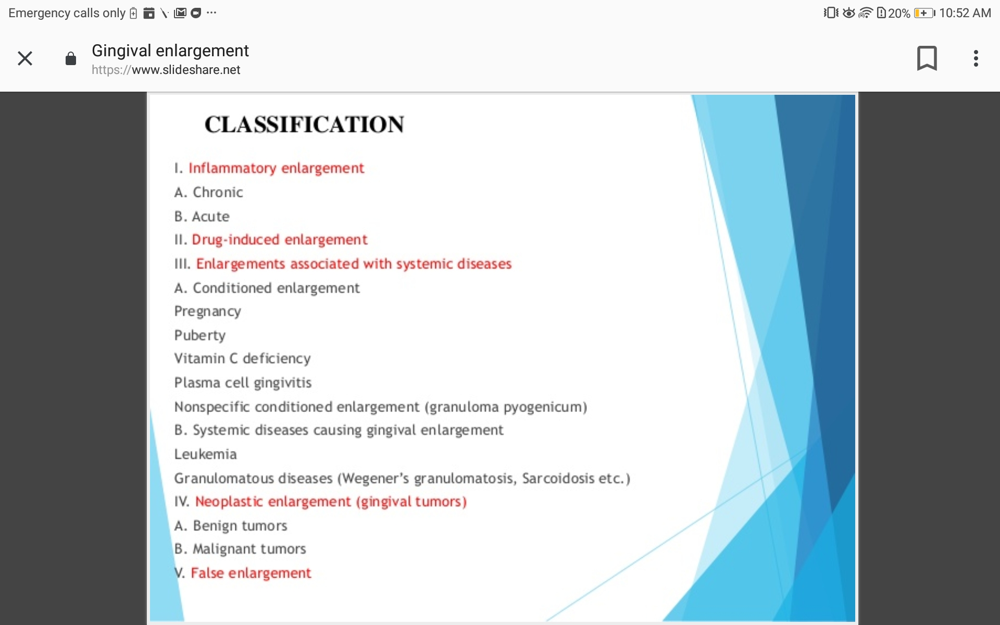 Emergency calls only
20% 10:52 AM
Gingival enlargement
https://www.slideshare.net
CLASSIFICATION
I. Inflammatory enlargement
A. Chronic
B. Acute
II. Drug-induced enlargement
III. Enlargements associated with systemic diseases
A. Conditioned enlargement
Pregnancy
Puberty
Vitamin C deficiency
Plasma cell gingivitis
Nonspecific conditioned enlargement (granuloma pyogenicum)
B. Systemic diseases causing gingival enlargement
Leukemia
Granulomatous diseases (Wegener’s granulomatosis, Sarcoidosis etc.)
IV. Neoplastic enlargement (gingival tumors)
A. Benign tumors
B. Malignant tumors
V. False enlargement